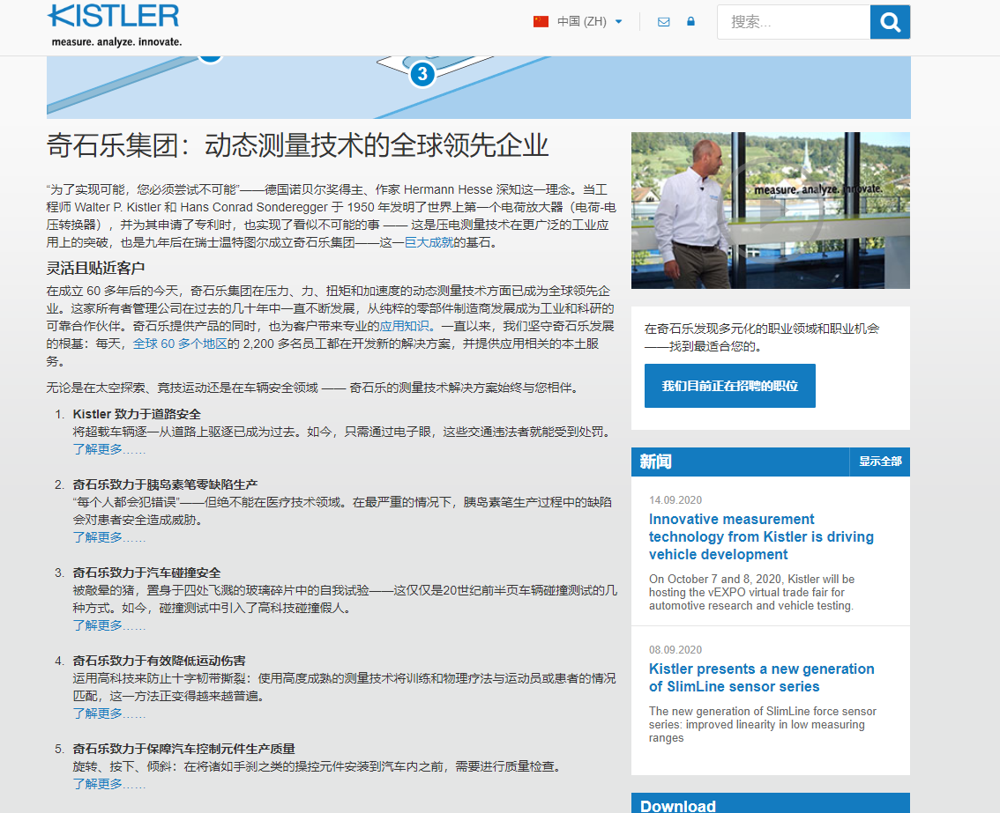 KISTLER
measure. analyze. innovate.
中国 (ZH)
搜索...
3
奇石乐集团：动态测量技术的全球领先企业
“为了实现可能，您必须尝试不可能”——德国诺贝尔奖得主、作家 Hermann Hesse 深知这一理念。当工
程师 Walter P. Kistler 和 Hans Conrad Sonderegger 于 1950 年发明了世界上第一个电荷放大器（电荷-电
压转换器），并为其申请了专利时，也实现了看似不可能的事 —— 这是压电测量技术在更广泛的工业应
用上的突破，也是九年后在瑞士温特图尔成立奇石乐集团——这一巨大成就的基石。
灵活且贴近客户
在成立 60 多年后的今天，奇石乐集团在压力、力、扭矩和加速度的动态测量技术方面已成为全球领先企
业。这家所有者管理公司在过去的几十年中一直不断发展，从纯粹的零部件制造商发展成为工业和科研的
可靠合作伙伴。奇石乐提供产品的同时，也为客户带来专业的应用知识。一直以来，我们坚守奇石乐发展
的根基：每天，全球 60 多个地区的 2,200 多名员工都在开发新的解决方案，并提供应用相关的本土服
务。
无论是在太空探索、竞技运动还是在车辆安全领域 —— 奇石乐的测量技术解决方案始终与您相伴。
1. Kistler 致力于道路安全
将超载车辆逐一从道路上驱逐已成为过去。如今，只需通过电子眼，这些交通违法者就能受到处罚。
了解更多……
2. 奇石乐致力于胰岛素笔零缺陷生产
“每个人都会犯错误”——但绝不能在医疗技术领域。在最严重的情况下，胰岛素笔生产过程中的缺陷
会对患者安全造成威胁。
了解更多……
3. 奇石乐致力于汽车碰撞安全
被敲晕的猪，置身于四处飞溅的玻璃碎片中的自我试验——这仅仅是20世纪前半页车辆碰撞测试的几
种方式。如今，碰撞测试中引入了高科技碰撞假人。
了解更多……
4. 奇石乐致力于有效降低运动伤害
运用高科技来防止十字韧带撕裂：使用高度成熟的测量技术将训练和物理疗法与运动员或患者的情况
匹配，这一方法正变得越来越普遍。
了解更多……
5. 奇石乐致力于保障汽车控制元件生产质量
旋转、按下、倾斜：在将诸如手刹之类的操控元件安装到汽车内之前，需要进行质量检查。
了解更多……
measure. analyze. innovate.
在奇石乐发现多元化的职业领域和职业机会
——找到最适合您的。
我们目前正在招聘的职位
新闻
显示全部
14.09.2020
Innovative measurement
technology from Kistler is driving
vehicle development
On October 7 and 8, 2020, Kistler will be
hosting the vEXPO virtual trade fair for
automotive research and vehicle testing.
08.09.2020
Kistler presents a new generation
of SlimLine sensor series
The new generation of SlimLine force sensor
series: improved linearity in low measuring
ranges
Download